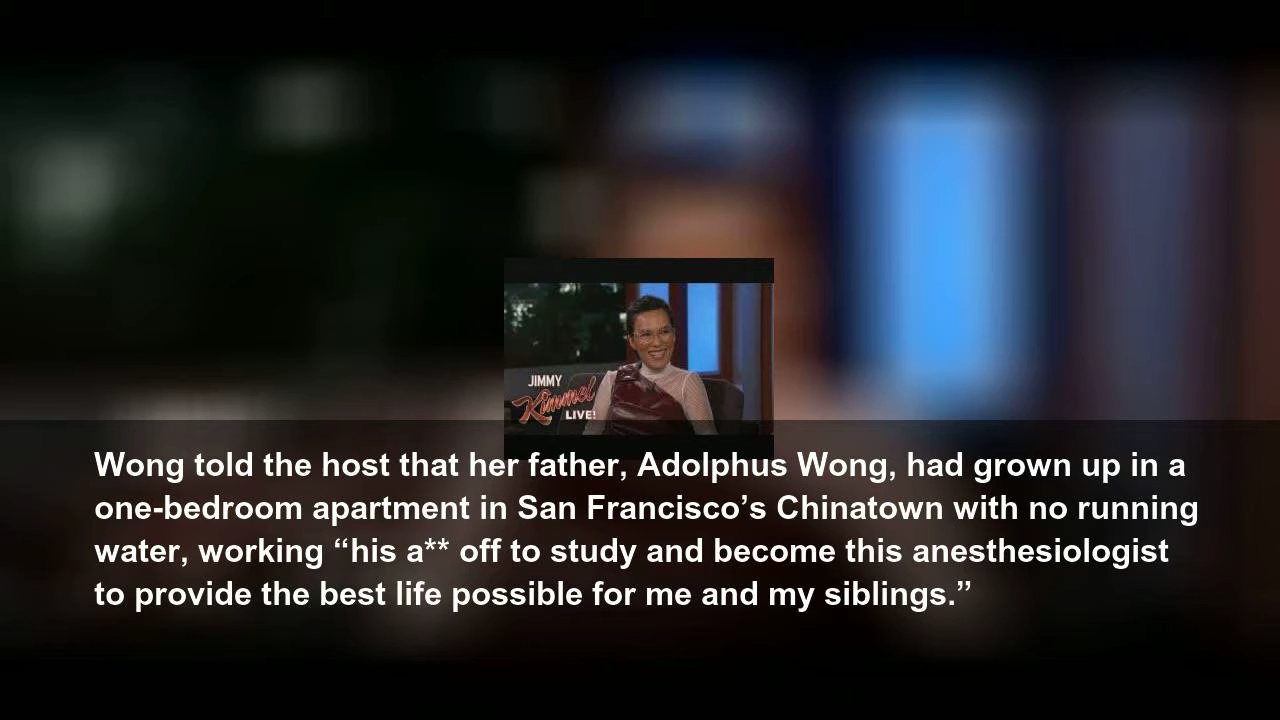 JIMMY
Kimmel
LIVE!
Wong told the host that her father, Adolphus Wong, had grown up in a
one-bedroom apartment in San Francisco’s Chinatown with no running
water, working “his a** off to study and become this anesthesiologist
to provide the best life possible for me and my siblings.”